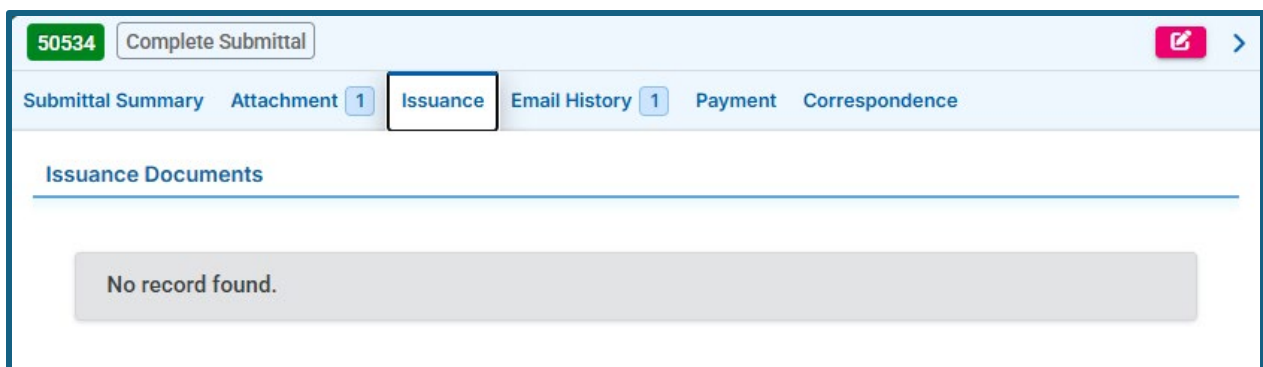 50534 Complete Submittal
Submittal Summary Attachment 1 Issuance Email History 1 Payment Correspondence
Issuance Documents
No record found.